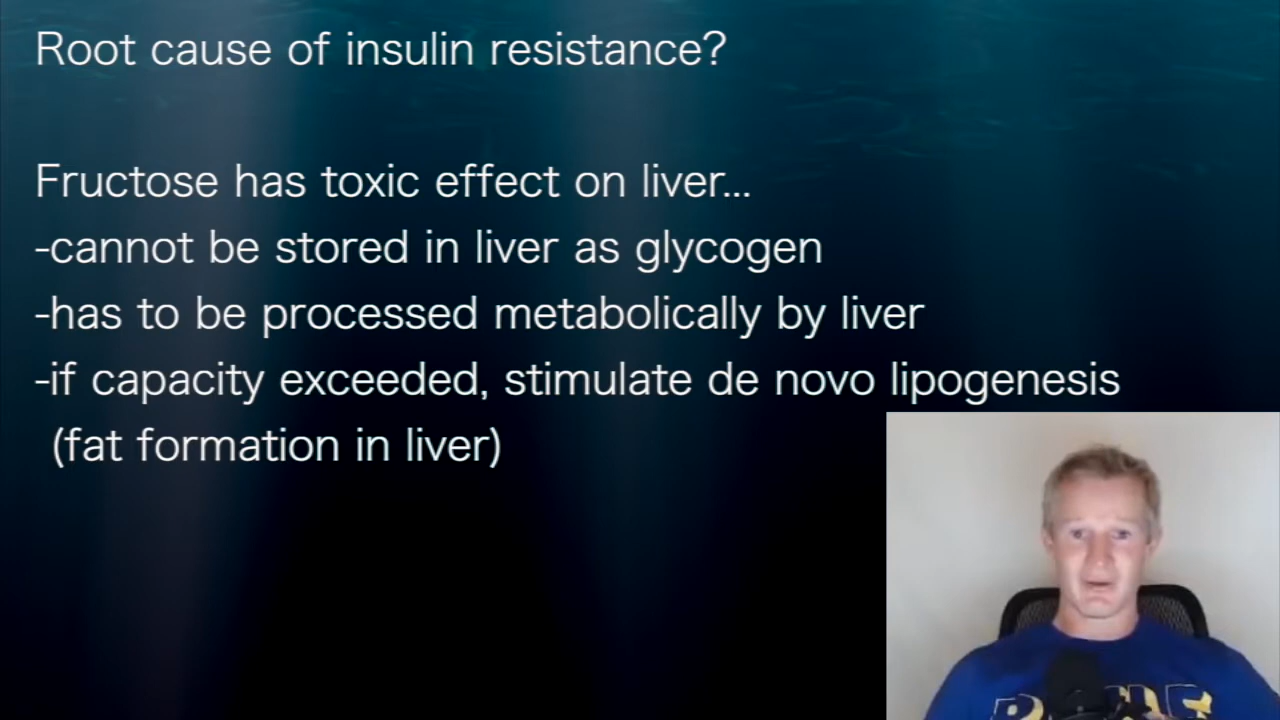 Root cause of insulin resistance?
Fructose has toxic effect on liver...
-cannot be stored in liver as glycogen
-has to be processed metabolically by liver
-if capacity exceeded, stimulate de novo lipogenesis
(fat formation in liver)